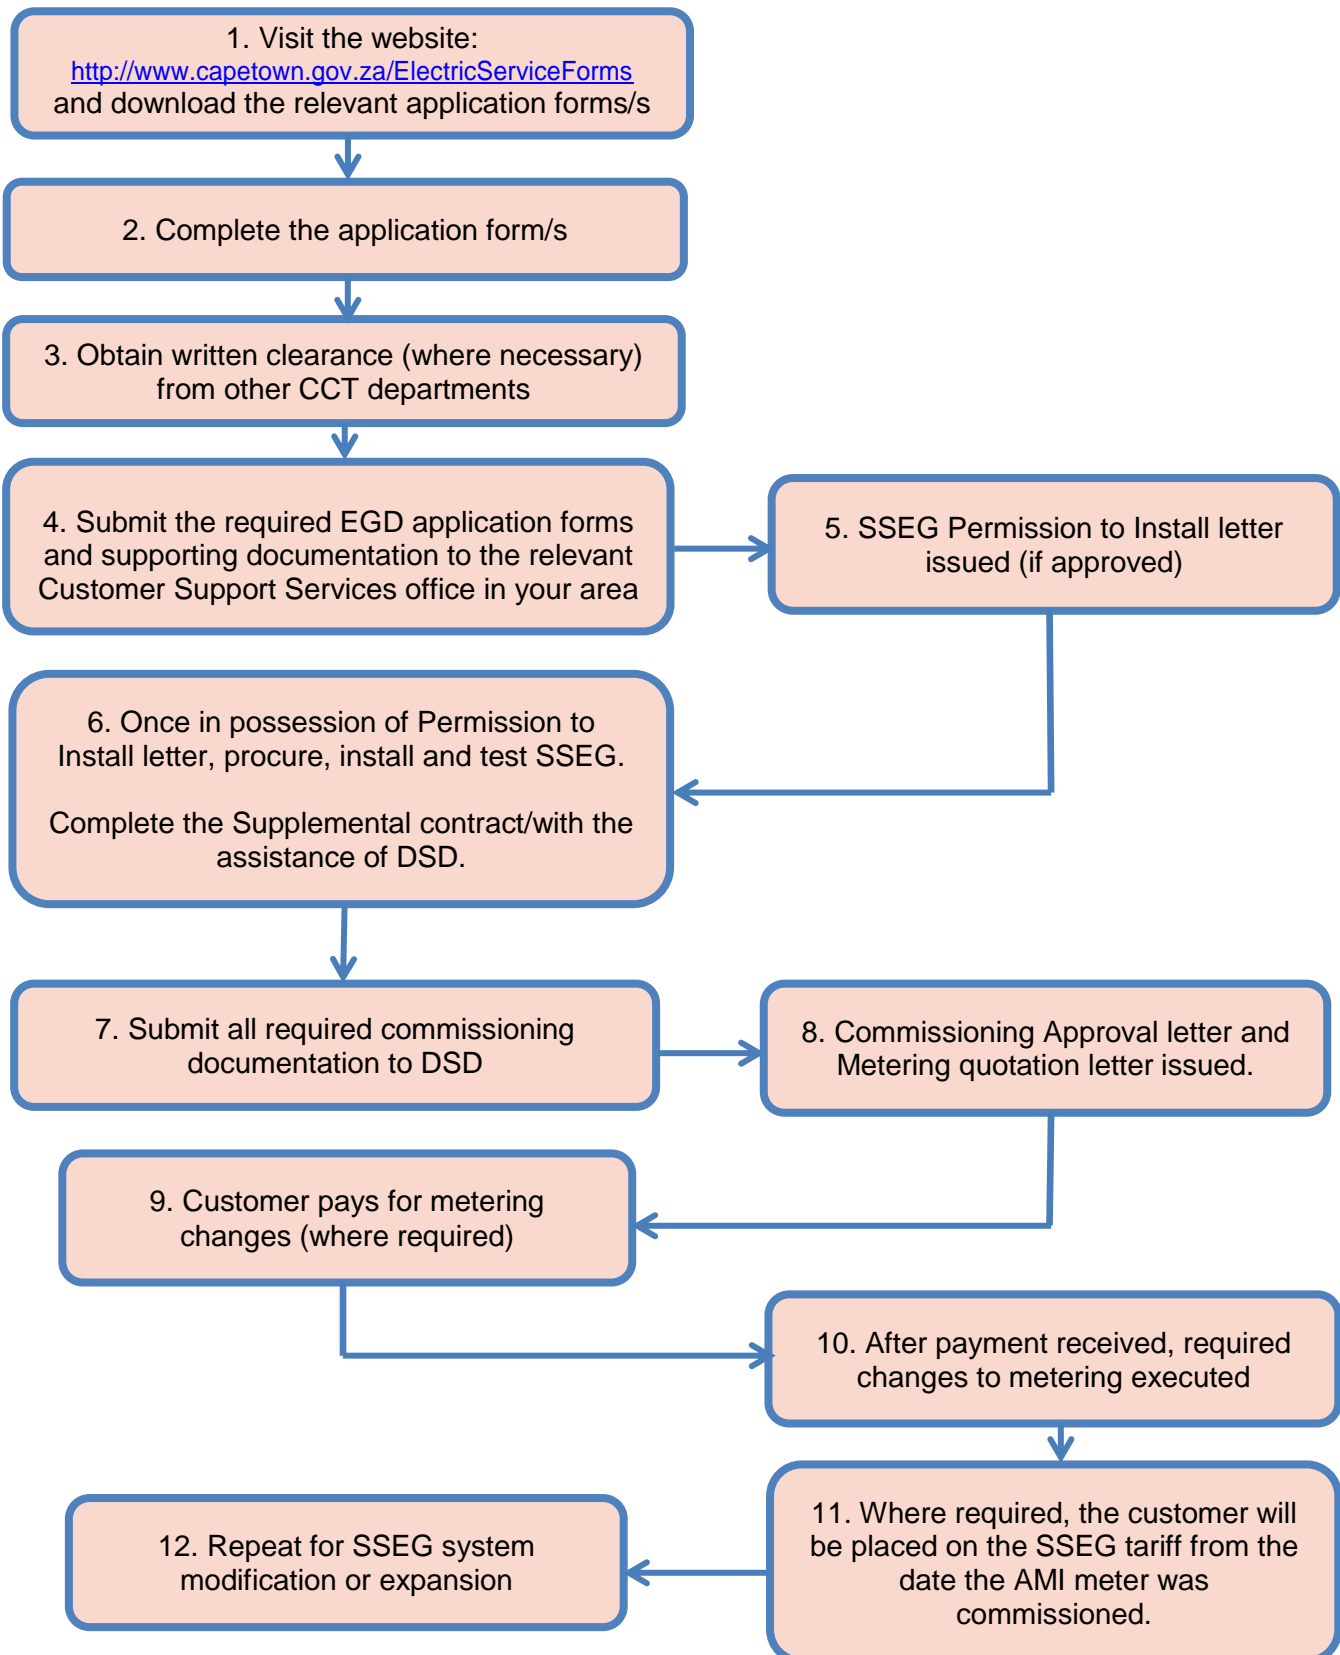 1. Visit the website:
http://www.capetown.gov.za/ElectricServiceForms
and download the relevant application forms/s
2. Complete the application form/s
3. Obtain written clearance (where necessary)
from other CCT departments
4. Submit the required EGD application forms
and supporting documentation to the relevant
Customer Support Services office in your area
5. SSEG Permission to Install letter
issued (if approved)
6. Once in possession of Permission to
Install letter, procure, install and test SSEG.
Complete the Supplemental contract/with the
assistance of DSD.
7. Submit all required commissioning
documentation to DSD
8. Commissioning Approval letter and
Metering quotation letter issued.
9. Customer pays for metering
changes (where required)
10. After payment received, required
changes to metering executed
11. Where required, the customer will
be placed on the SSEG tariff from the
date the AMI meter was
commissioned.
12. Repeat for SSEG system
modification or expansion